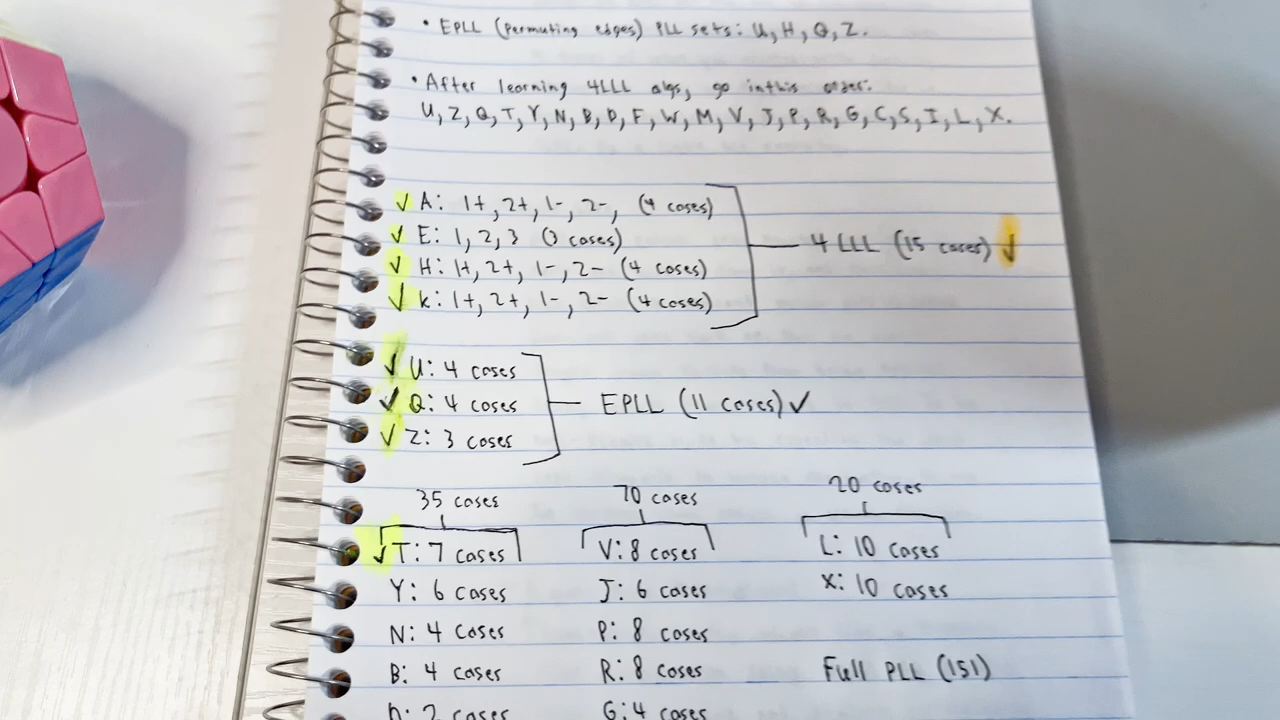 • EPLL (permuting edges) PLL sets: U, H, Q, Z.
• After learning 4LLL algs, go in this order:
U, Z, Q, T, Y, N, B, D, F, W, M, V, J, P, R, G, C, S, I, L, X.
✓ A: 1+, 2+, 1-, 2-, (4 cases)
✓ E: 1, 2, 3 (3 cases)
✓ H: 1+, 2+, 1-, 2- (4 cases)
✓ K: 1+, 2+, 1-, 2- (4 cases)
4 LLL (15 cases) ✓
✓ U: 4 cases
✓ Q: 4 cases
✓ Z: 3 cases
EPLL (11 cases) ✓
35 cases
✓ T: 7 cases
Y: 6 cases
N: 4 cases
B: 4 cases
D: 2 cases
70 cases
V: 8 cases
J: 6 cases
P: 8 cases
R: 8 cases
G: 4 cases
20 cases
L: 10 cases
X: 10 cases
Full PLL (151)